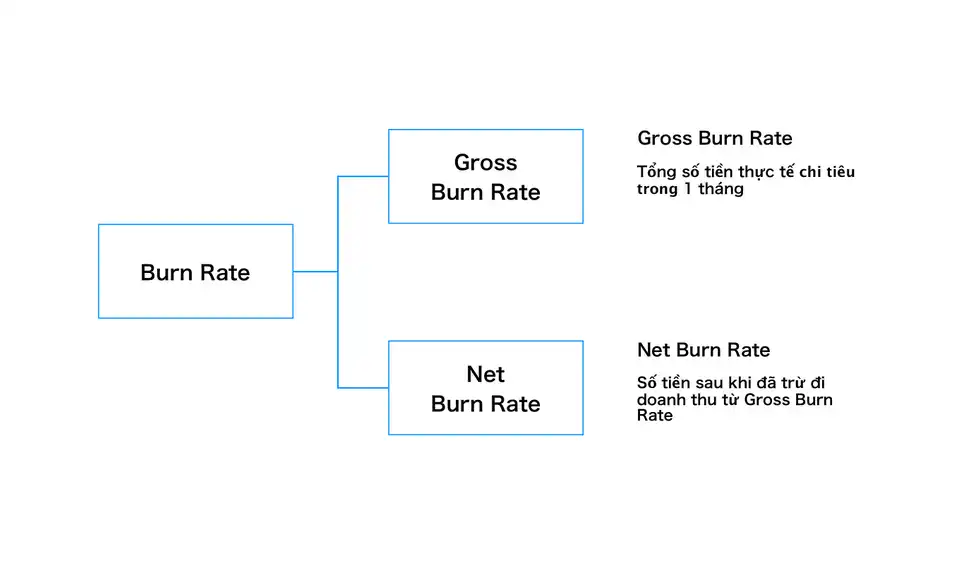 Burn Rate
Gross
Burn Rate
Gross Burn Rate
Tổng số tiền thực tế chi tiêu
trong 1 tháng
Net
Burn Rate
Net Burn Rate
Số tiền sau khi đã trừ đi
doanh thu từ Gross Burn
Rate